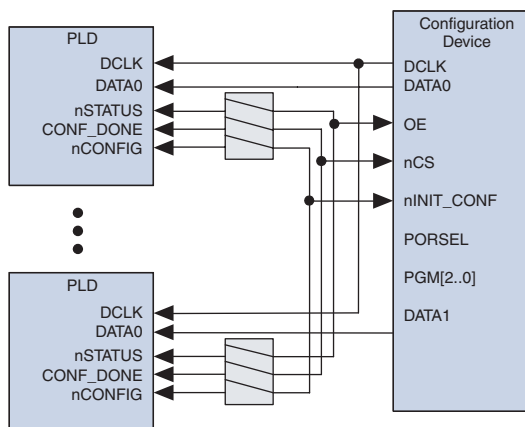 PLD
DCLK
DATA0
nSTATUS
CONF_DONE
nCONFIG
Configuration
Device
DCLK
DATA0
OE
nCS
nINIT_CONF
PORSEL
PGM[2..0]
DATA1
PLD
DCLK
DATA0
nSTATUS
CONF_DONE
nCONFIG